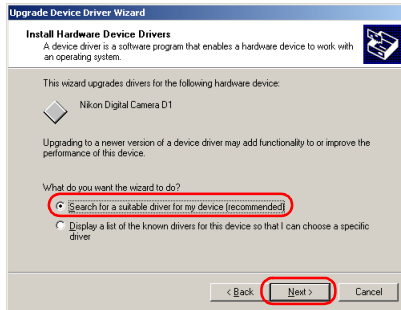 Upgrade Device Driver Wizard
Install Hardware Device Drivers
A device driver is a software program that enables a hardware device to work with
an operating system.
This wizard upgrades drivers for the following hardware device:
Nikon Digital Camera D1
Upgrading to a newer version of a device driver may add functionality to or improve the
performance of this device.
What do you want the wizard to do?
Search for a suitable driver for my device (recommended)
Display a list of the known drivers for this device so that I can choose a specific
driver
< Back Next > Cancel